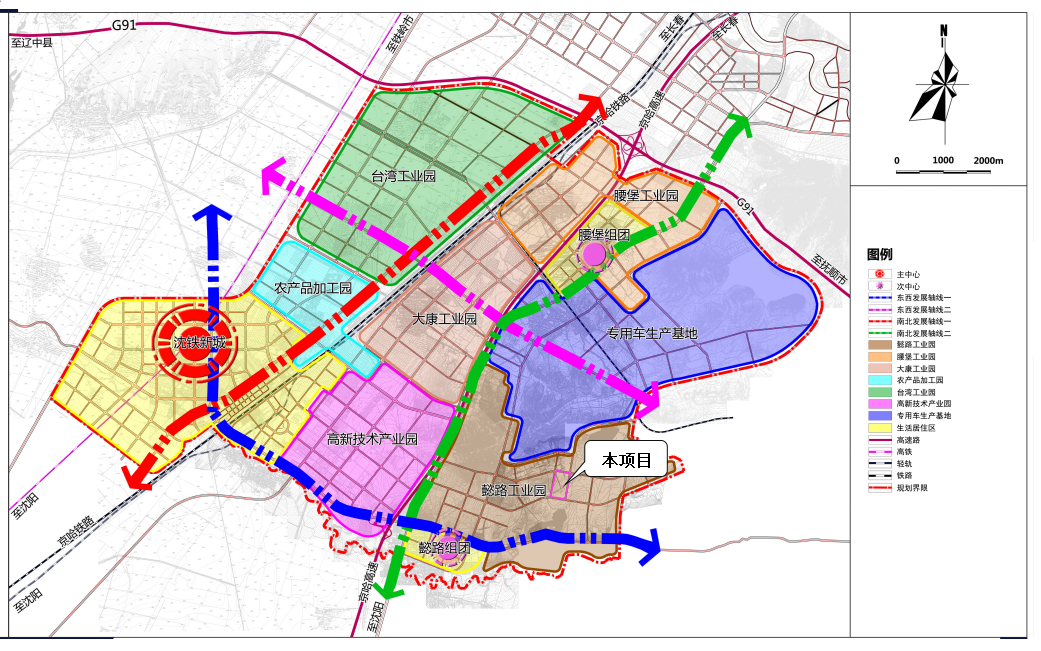 G91
至辽中县
至铁岭市
至长春
至长春
京哈铁路
京哈高速
台湾工业园
腰堡工业园
G91
腰堡组团
至抚顺市
农产品加工园
大康工业园
专用车生产基地
沈铁新城
高新技术产业园
本项目
懿路工业园
至沈阳
京哈铁路
懿路组团
京哈高速
至沈阳
至沈阳
N
0 1000 2000m
图例
主中心
次中心
东西发展轴线一
东西发展轴线二
南北发展轴线一
南北发展轴线二
懿路工业园
腰堡工业园
大康工业园
农产品加工园
台湾工业园
高新技术产业园
专用车生产基地
生活居住区
高速路
高铁
轻轨
铁路
规划界限